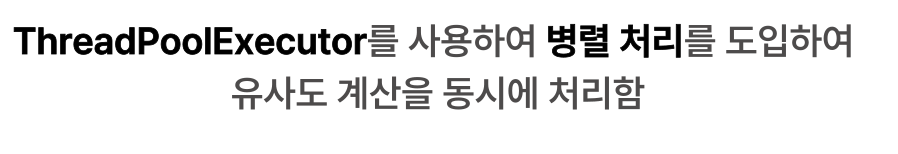 ThreadPoolExecutor를 사용하여 병렬 처리를 도입하여
유사도 계산을 동시에 처리함